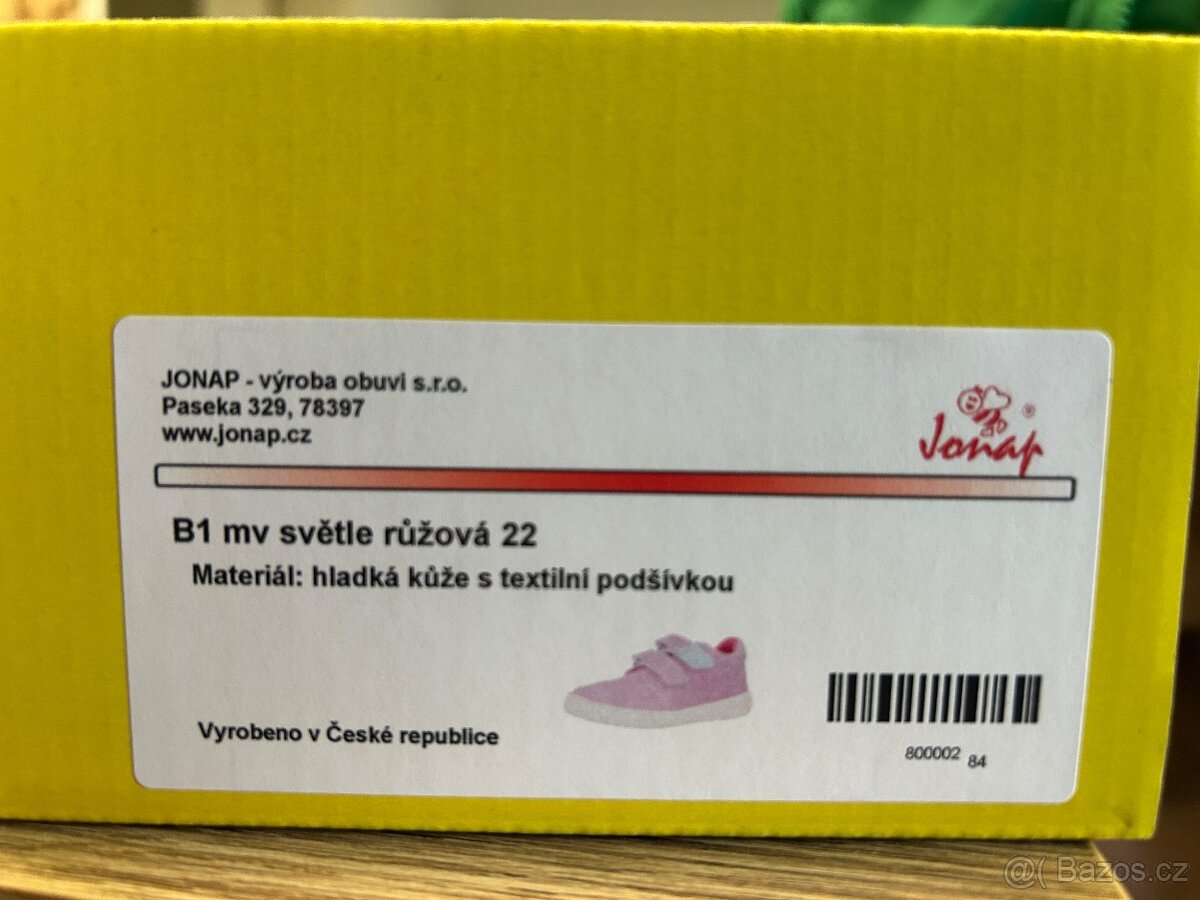 JONAP - výroba obuvi s.r.o.
Paseka 329, 78397
www.jonap.cz
Jonap ®
B1 mv světle růžová 22
Materiál: hladká kůže s textilní podšívkou
Vyrobeno v České republice
800002 84
@( Bazos.cz